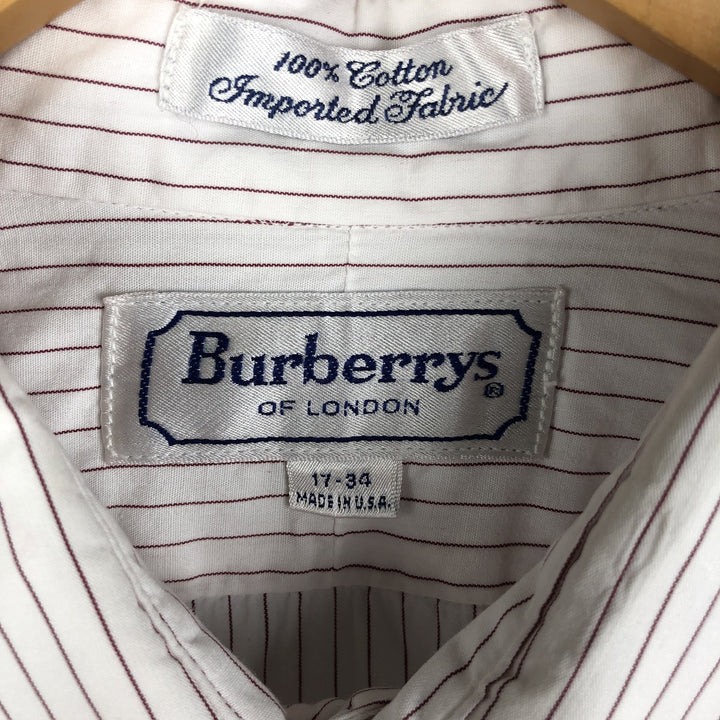 100% Cotton
Imported Fabric
Burberrys®
OF LONDON
17-34
MADE IN U.S.A.